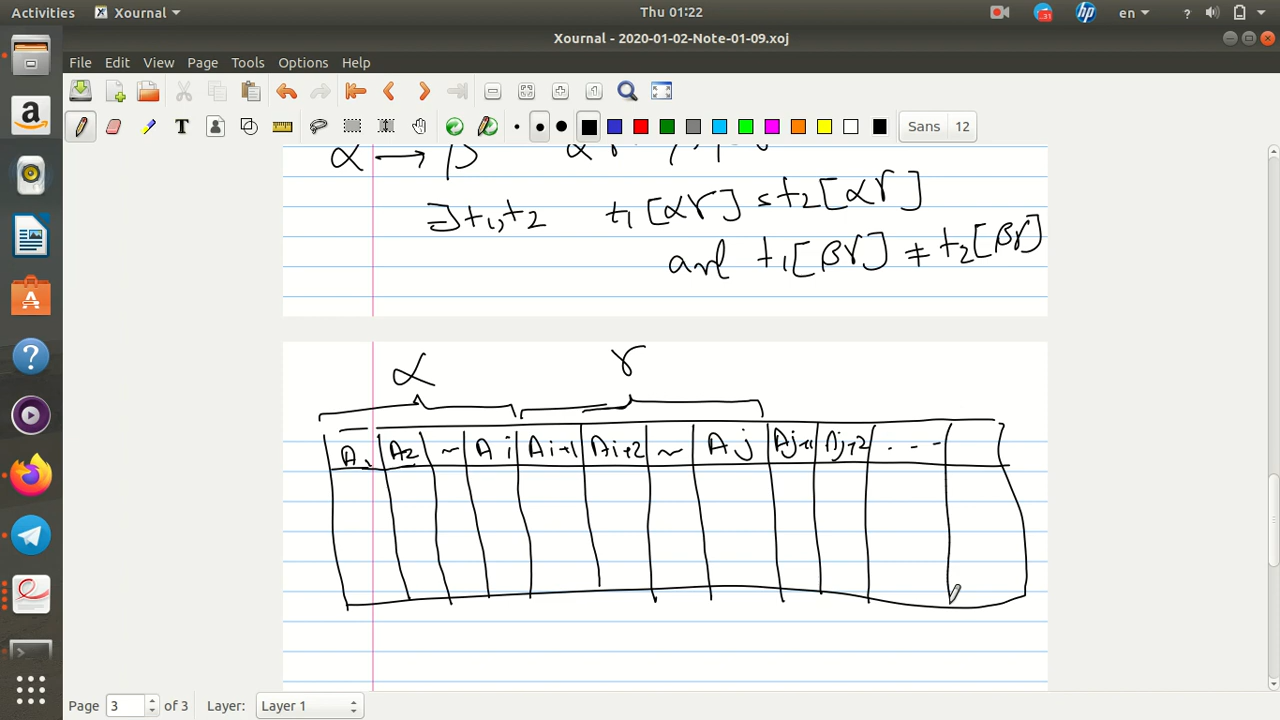 Activities Xournal Thu 01:22 en ?
Xournal - 2020-01-02-Note-01-09.xoj
File Edit View Page Tools Options Help
Sans 12
α → β
∃t1,t2 t1[αγ] = t2[αγ]
and t1[βγ] ≠ t2[βγ]
α γ
A1 A2 ~ Ai Ai+1 Ai+2 ~ Aj Aj+1 Aj+2 ...
Page 3 of 3 Layer: Layer 1